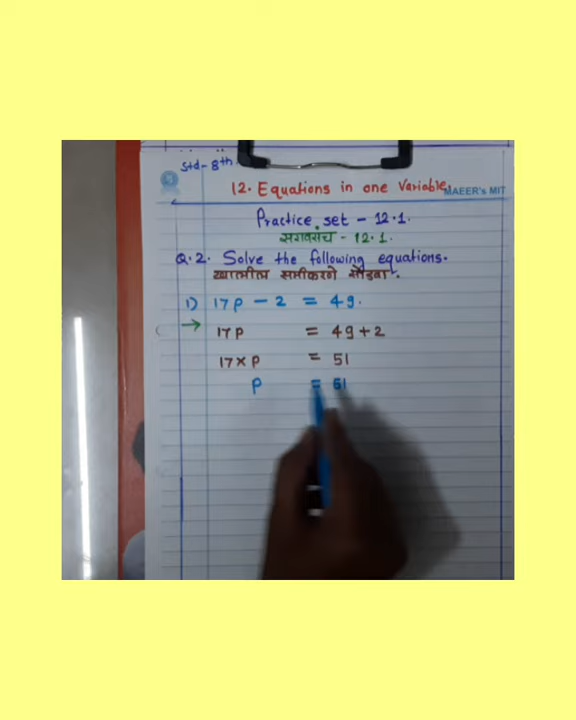 Std-8th
12. Equations in one Variable.
MAEER's MIT
Practice set - 12.1.
सरावसंच - 12.1.
Q.2. Solve the following equations.
खालील समीकरणे सोडवा.
1) 17p - 2 = 49.
→ 17p = 49+2
17×p = 51
p = 51